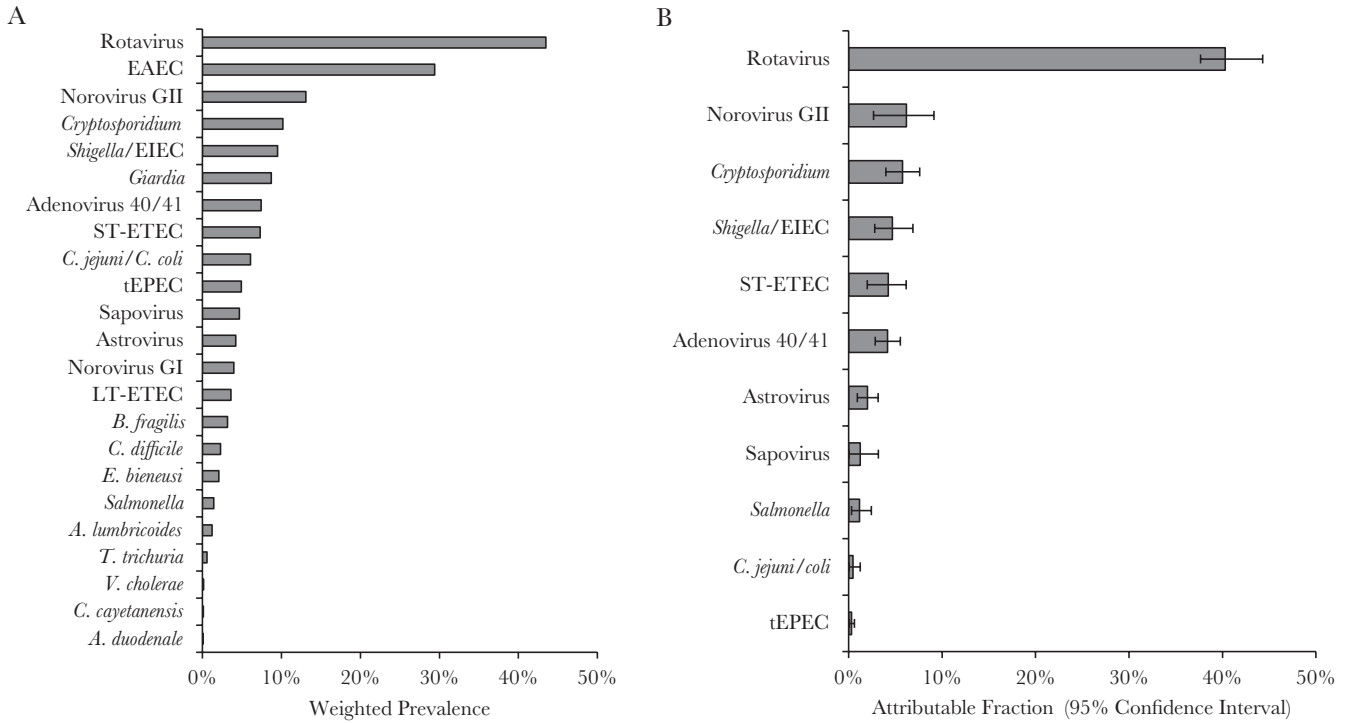 A
Rotavirus
EAEC
Norovirus GII
Cryptosporidium
Shigella/EIEC
Giardia
Adenovirus 40/41
ST-ETEC
C. jejuni/C. coli
tEPEC
Sapovirus
Astrovirus
Norovirus GI
LT-ETEC
B. fragilis
C. difficile
E. bieneusi
Salmonella
A. lumbricoides
T. trichuria
V. cholerae
C. cayetanensis
A. duodenale
0% 10% 20% 30% 40% 50%
Weighted Prevalence
B
Rotavirus
Norovirus GII
Cryptosporidium
Shigella/EIEC
ST-ETEC
Adenovirus 40/41
Astrovirus
Sapovirus
Salmonella
C. jejuni/coli
tEPEC
0% 10% 20% 30% 40% 50%
Attributable Fraction (95% Confidence Interval)